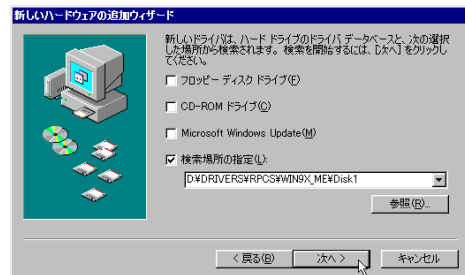 新しいハードウェアの追加ウィザード
新しいドライバは、ハード ドライブのドライバ データベースと、次の選択
した場所から検索されます。検索を開始するには、[次へ] をクリックし
てください。
フロッピー ディスク ドライブ(F)
CD-ROM ドライブ(C)
Microsoft Windows Update(M)
検索場所の指定(L):
D:¥DRIVERS¥RPCS¥WIN9X_ME¥Disk1
参照(R)...
< 戻る(B)
次へ >
キャンセル